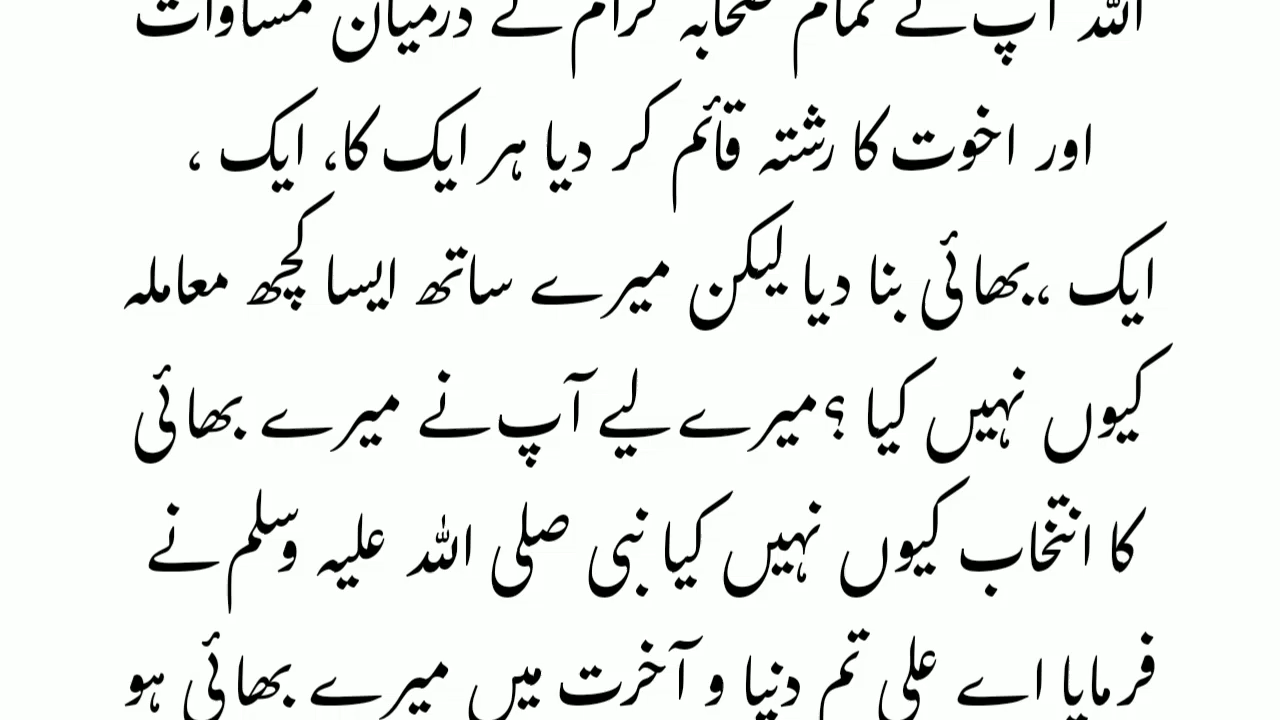 اللہ آپ نے تمام صحابہ کرام کے درمیان مساوات
اور اخوت کا رشتہ قائم کر دیا ہر ایک کا، ایک ،
ایک ،،بھائی بنا دیا لیکن میرے ساتھ ایسا کچھ معاملہ
کیوں نہیں کیا ؟میرے لیے آپ نے میرے بھائی
کا انتخاب کیوں نہیں کیا نبی صلی اللہ علیہ وسلم نے
فرمایا اے علی تم دنیا و آخرت میں میرے بھائی ہو